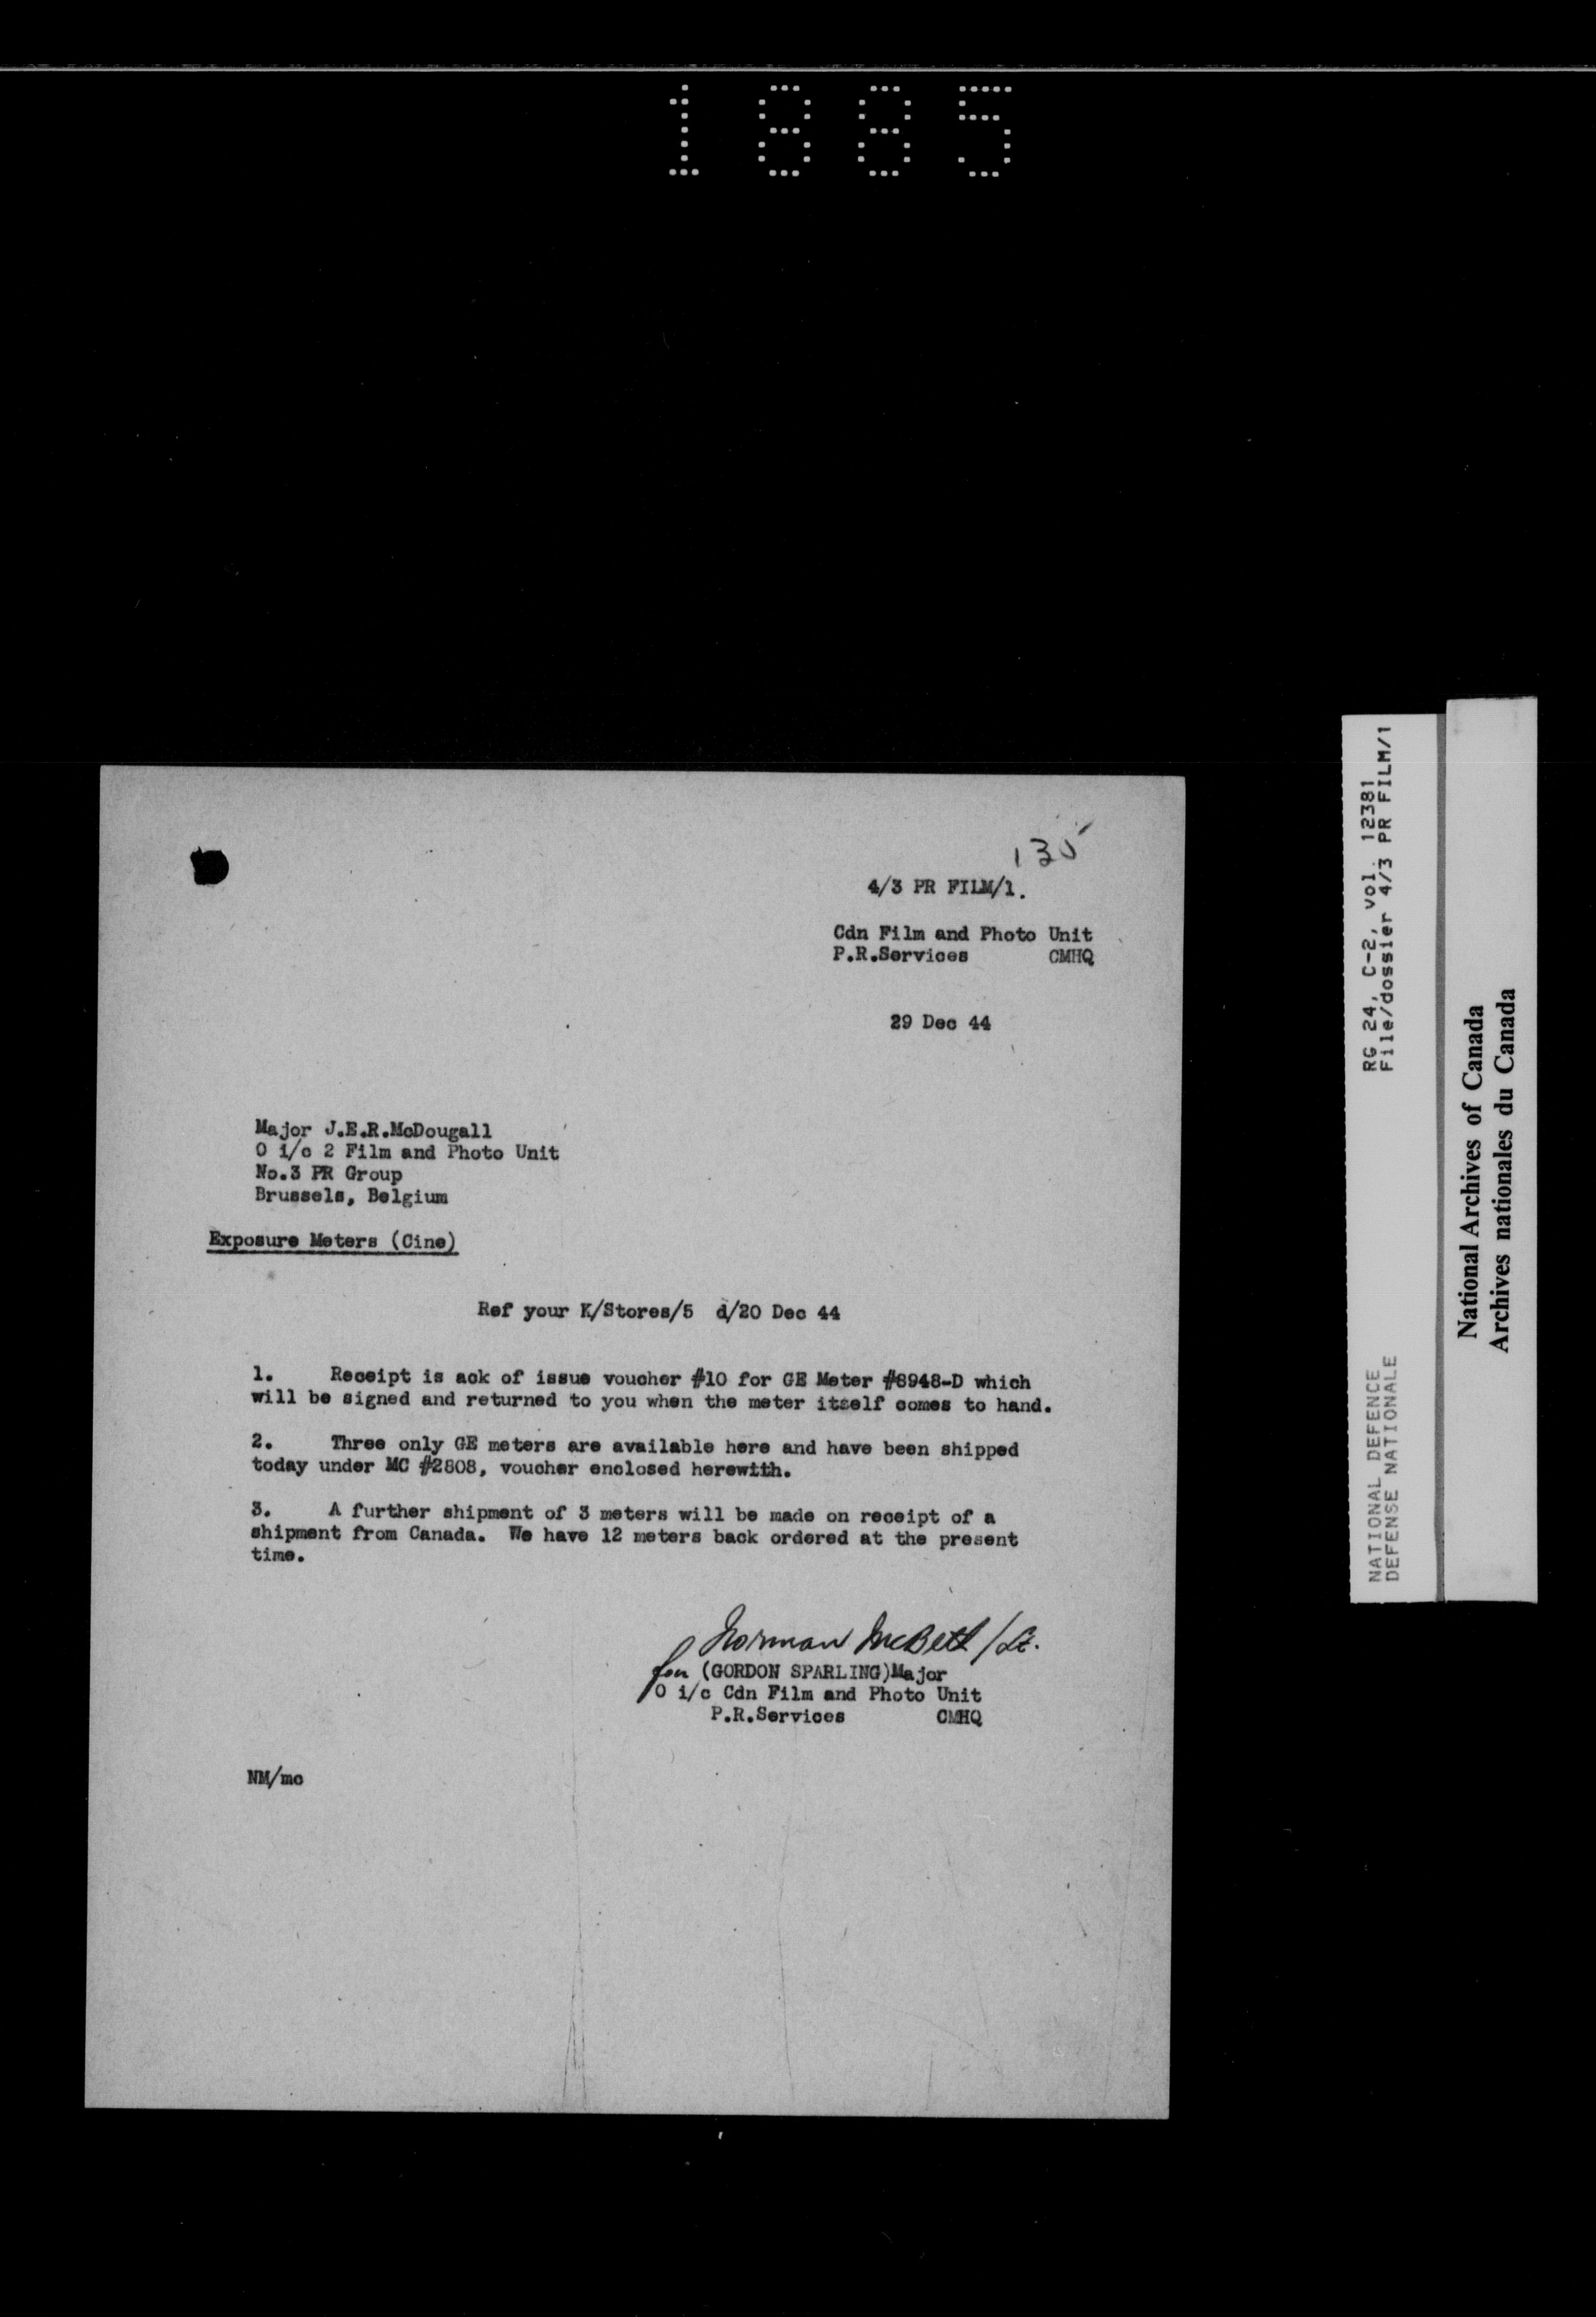 1885
135
4/3 PR FILM/1.
Cdn Film and Photo Unit
P.R.Services CMHQ
29 Dec 44
Major J.E.R.McDougall
O i/c 2 Film and Photo Unit
No.3 PR Group
Brussels, Belgium
Exposure Meters (Cine)
Ref your K/Stores/5 d/20 Dec 44
1. Receipt is ack of issue voucher #10 for GE Meter #8948-D which
will be signed and returned to you when the meter itself comes to hand.
2. Three only GE meters are available here and have been shipped
today under MC #2808, voucher enclosed herewith.
3. A further shipment of 3 meters will be made on receipt of a
shipment from Canada. We have 12 meters back ordered at the present
time.
Norman McBeth/Lt.
for (GORDON SPARLING)Major
O i/c Cdn Film and Photo Unit
P.R.Services CMHQ
NM/mc
RG 24, C-2, vol. 12381
File/dossier 4/3 PR FILM/1
NATIONAL DEFENCE
DEFENSE NATIONALE
National Archives of Canada
Archives nationales du Canada